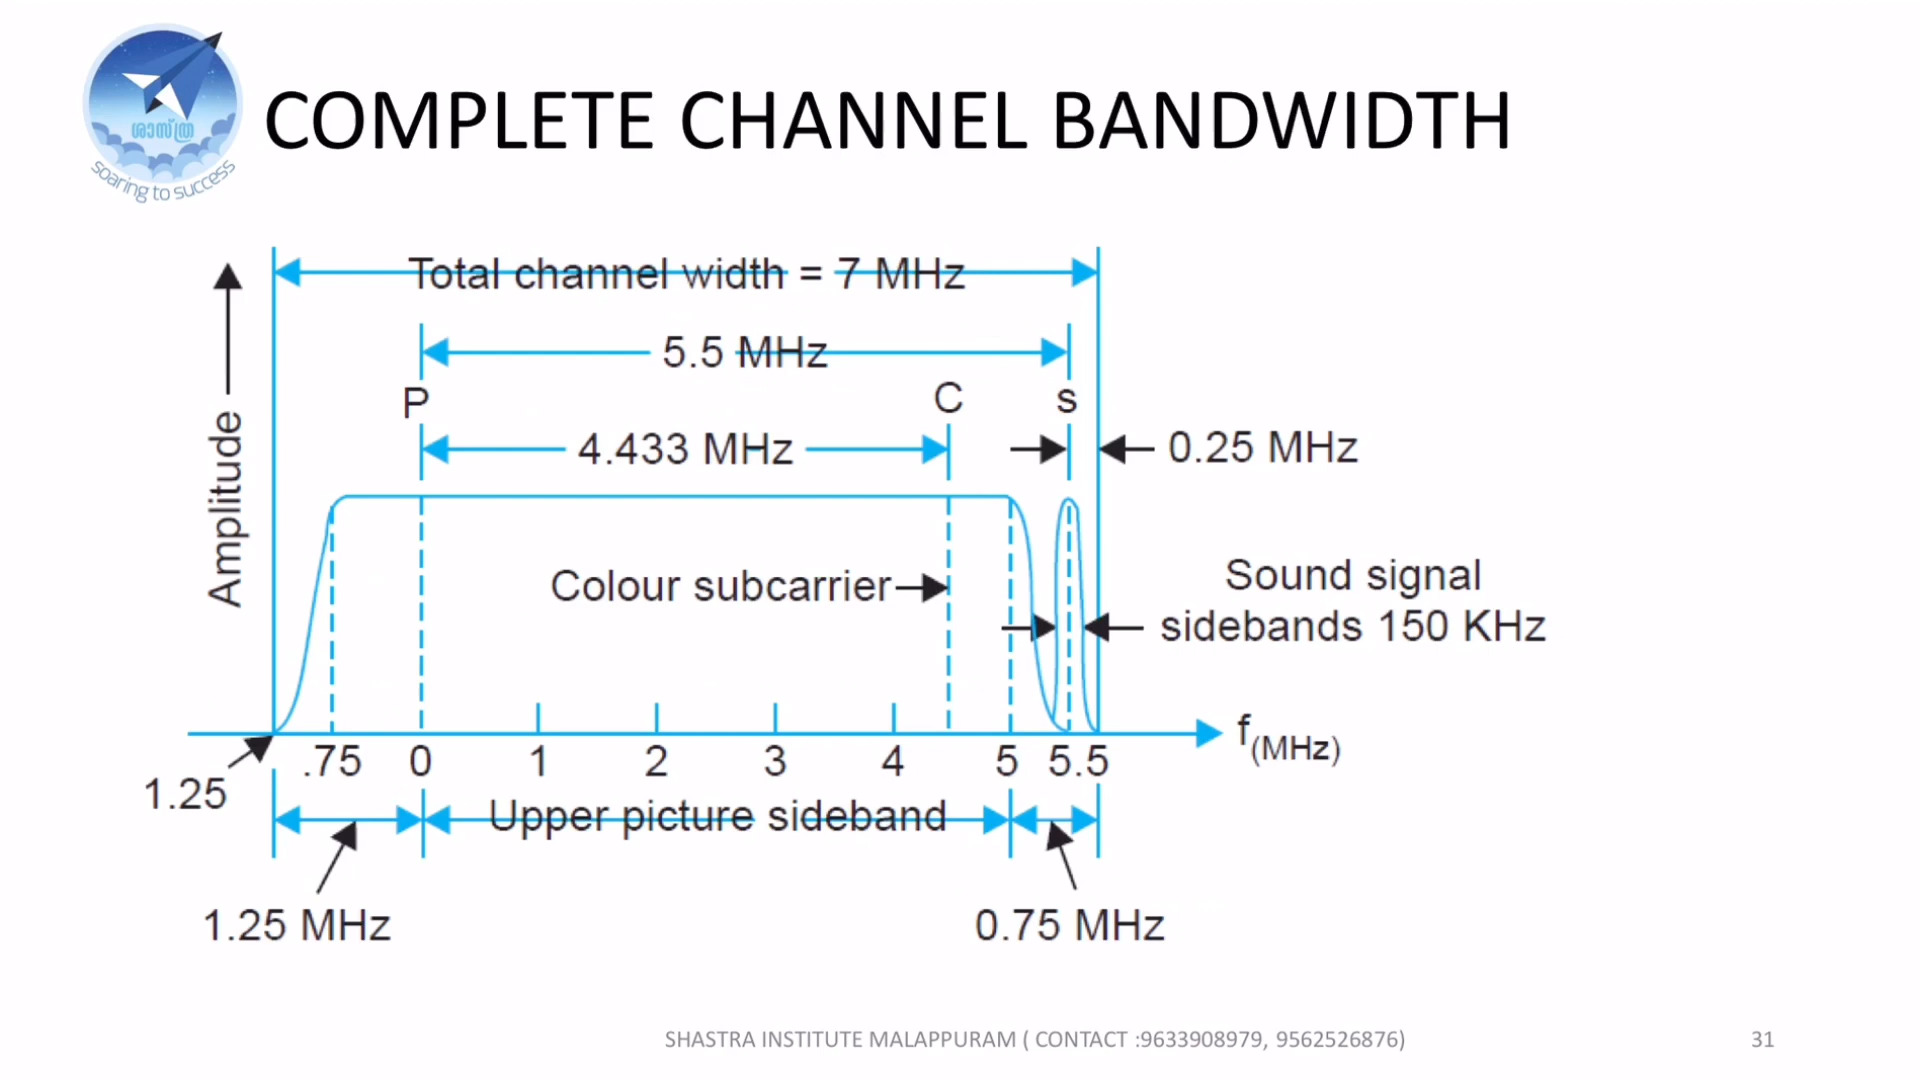 ശാസ്ത്ര
soaring to success
COMPLETE CHANNEL BANDWIDTH
Total channel width = 7 MHz
5.5 MHz
P
C
s
4.433 MHz
0.25 MHz
Amplitude
Colour subcarrier
Sound signal
sidebands 150 KHz
f(MHz)
1.25
.75 0 1 2 3 4 5 5.5
Upper picture sideband
1.25 MHz
0.75 MHz
SHASTRA INSTITUTE MALAPPURAM ( CONTACT :9633908979, 9562526876)
31